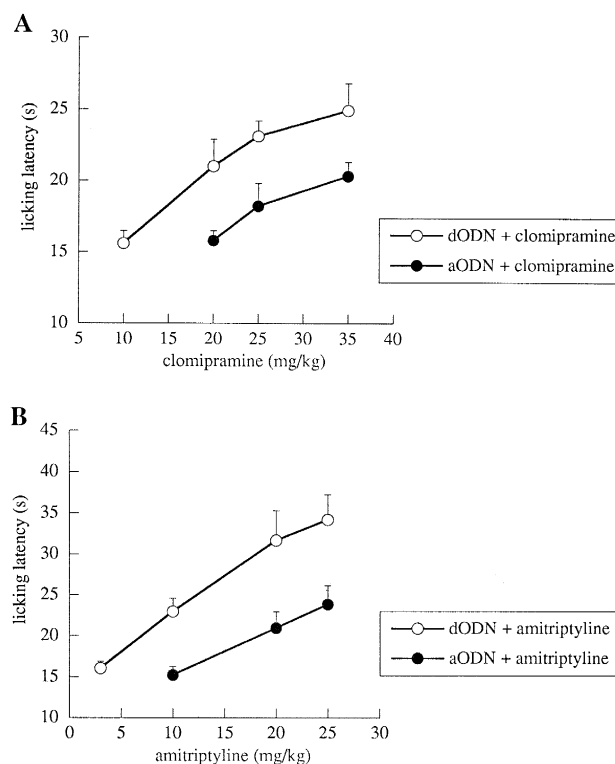 A
30
25
20
15
10
licking latency (s)
5 10 15 20 25 30 35 40
clomipramine (mg/kg)
dODN + clomipramine
aODN + clomipramine
B
45
40
35
30
25
20
15
10
licking latency (s)
0 5 10 15 20 25 30
amitriptyline (mg/kg)
dODN + amitriptyline
aODN + amitriptyline